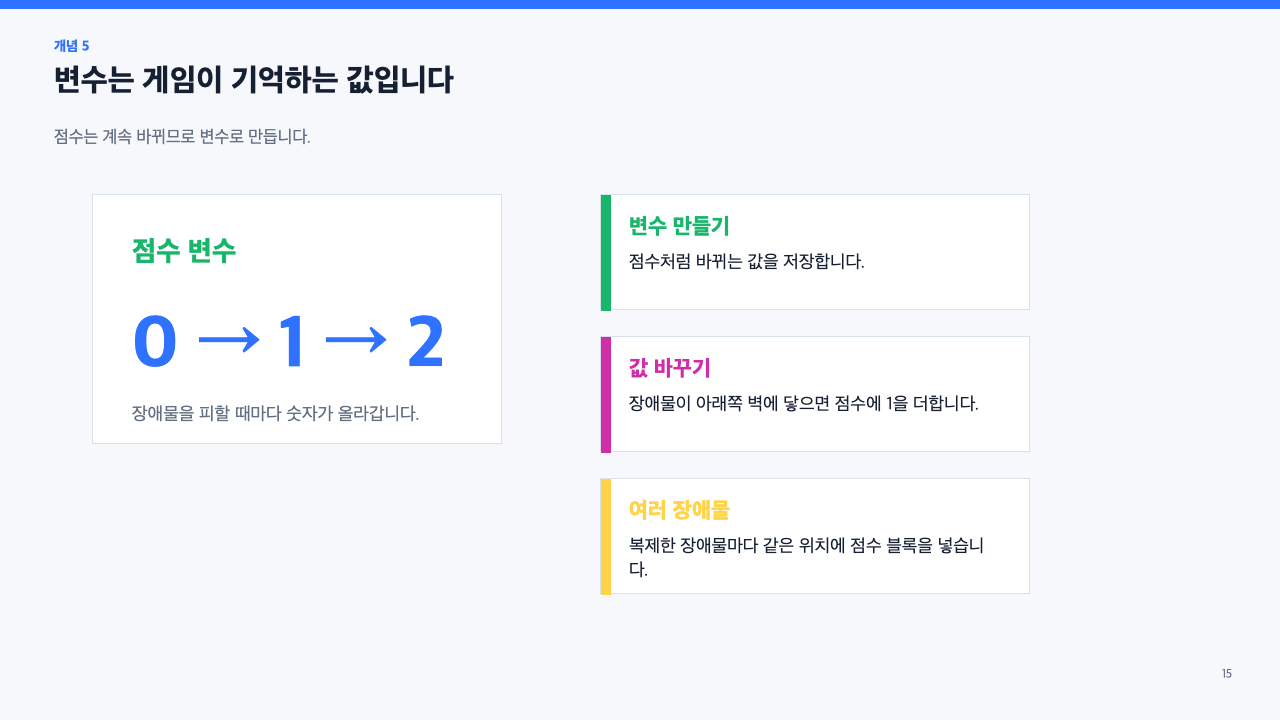 개념 5
변수는 게임이 기억하는 값입니다
점수는 계속 바뀌므로 변수로 만듭니다.
점수 변수
0 → 1 → 2
장애물을 피할 때마다 숫자가 올라갑니다.
변수 만들기
점수처럼 바뀌는 값을 저장합니다.
값 바꾸기
장애물이 아래쪽 벽에 닿으면 점수에 1을 더합니다.
여러 장애물
복제한 장애물마다 같은 위치에 점수 블록을 넣습니
다.
15